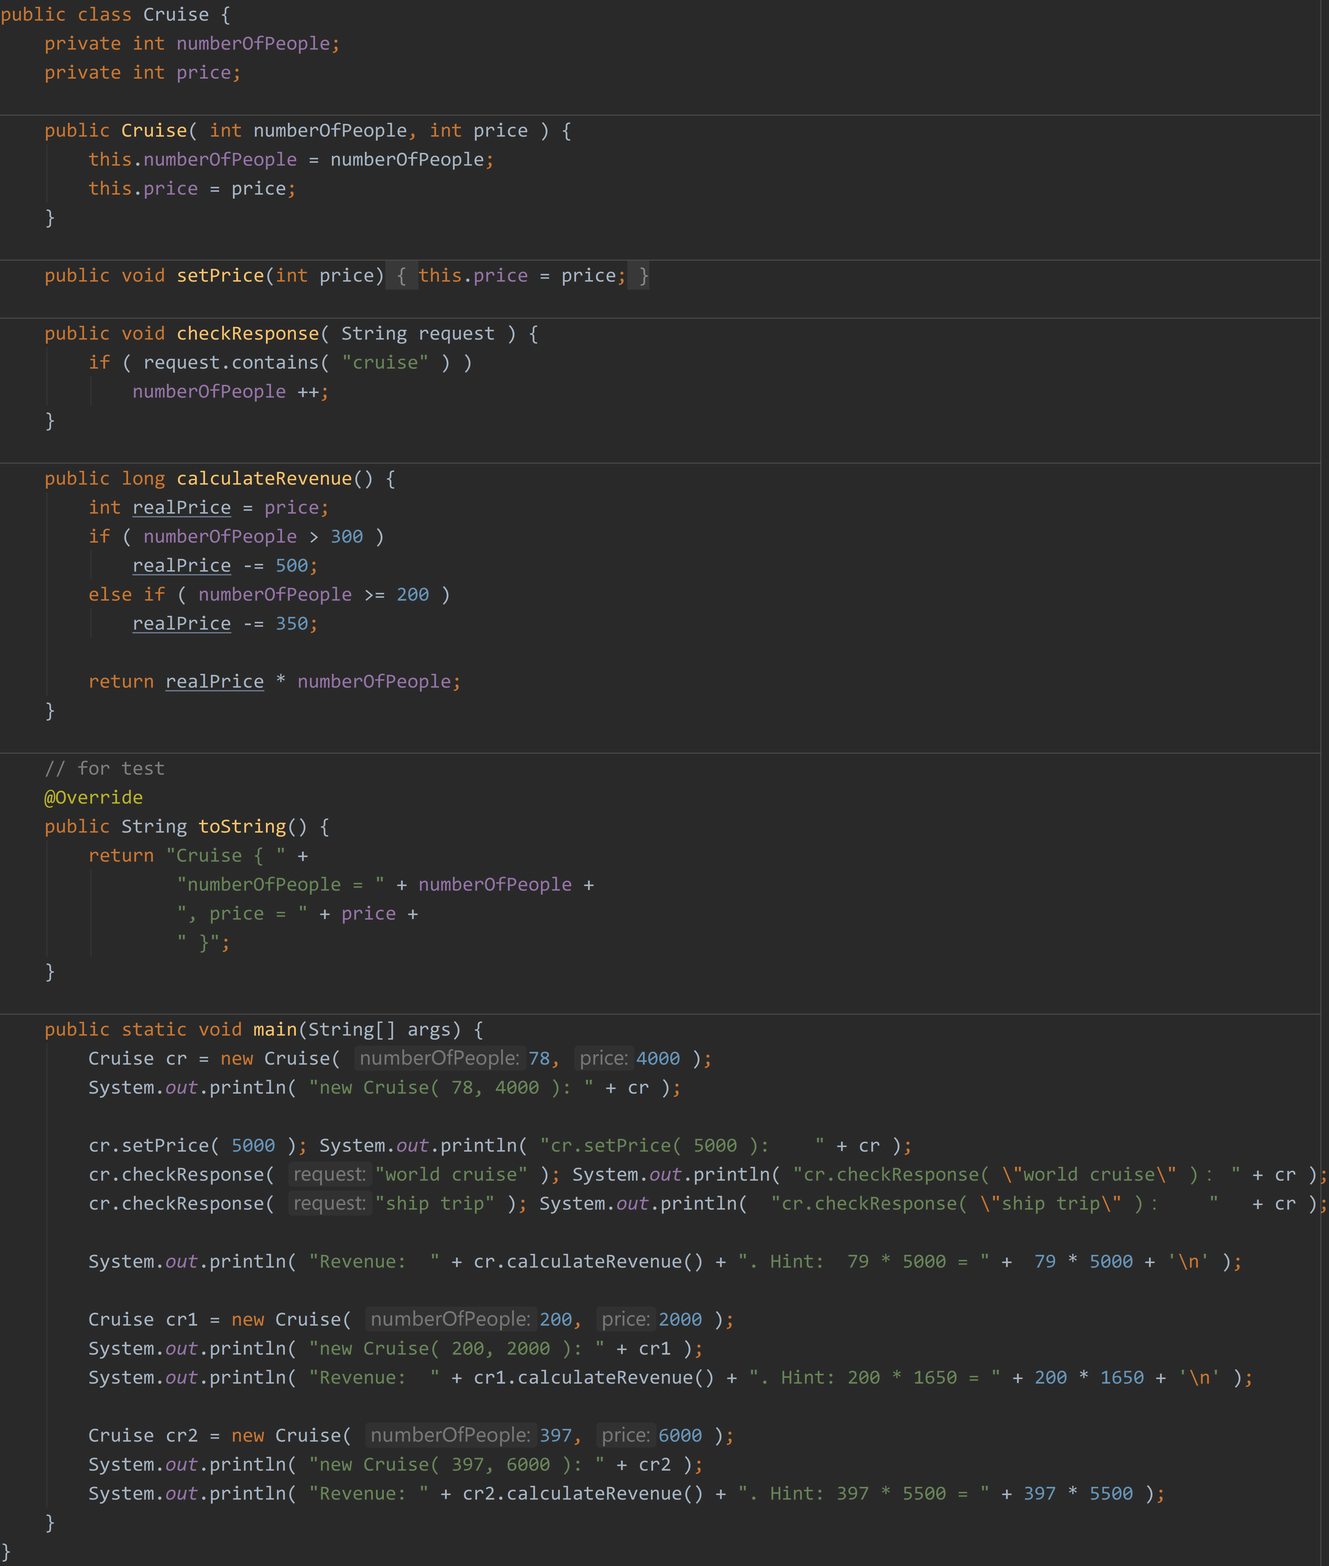 public class Cruise {
    private int numberOfPeople;
    private int price;

    public Cruise( int numberOfPeople, int price ) {
        this.numberOfPeople = numberOfPeople;
        this.price = price;
    }

    public void setPrice(int price) { this.price = price; }

    public void checkResponse( String request ) {
        if ( request.contains( "cruise" ) )
            numberOfPeople ++;
    }

    public long calculateRevenue() {
        int realPrice = price;
        if ( numberOfPeople > 300 )
            realPrice -= 500;
        else if ( numberOfPeople >= 200 )
            realPrice -= 350;

        return realPrice * numberOfPeople;
    }

    // for test
    @Override
    public String toString() {
        return "Cruise { " +
                "numberOfPeople = " + numberOfPeople +
                ", price = " + price +
                " }";
    }

    public static void main(String[] args) {
        Cruise cr = new Cruise( numberOfPeople: 78, price: 4000 );
        System.out.println( "new Cruise( 78, 4000 ): " + cr );

        cr.setPrice( 5000 ); System.out.println( "cr.setPrice( 5000 ):    " + cr );
        cr.checkResponse( request: "world cruise" ); System.out.println( "cr.checkResponse( \"world cruise\" ): " + cr );
        cr.checkResponse( request: "ship trip" ); System.out.println(  "cr.checkResponse( \"ship trip\" ):    "   + cr );

        System.out.println( "Revenue:  " + cr.calculateRevenue() + ". Hint:  79 * 5000 = " +  79 * 5000 + '\n' );

        Cruise cr1 = new Cruise( numberOfPeople: 200, price: 2000 );
        System.out.println( "new Cruise( 200, 2000 ): " + cr1 );
        System.out.println( "Revenue:  " + cr1.calculateRevenue() + ". Hint: 200 * 1650 = " + 200 * 1650 + '\n' );

        Cruise cr2 = new Cruise( numberOfPeople: 397, price: 6000 );
        System.out.println( "new Cruise( 397, 6000 ): " + cr2 );
        System.out.println( "Revenue: " + cr2.calculateRevenue() + ". Hint: 397 * 5500 = " + 397 * 5500 );
    }
}